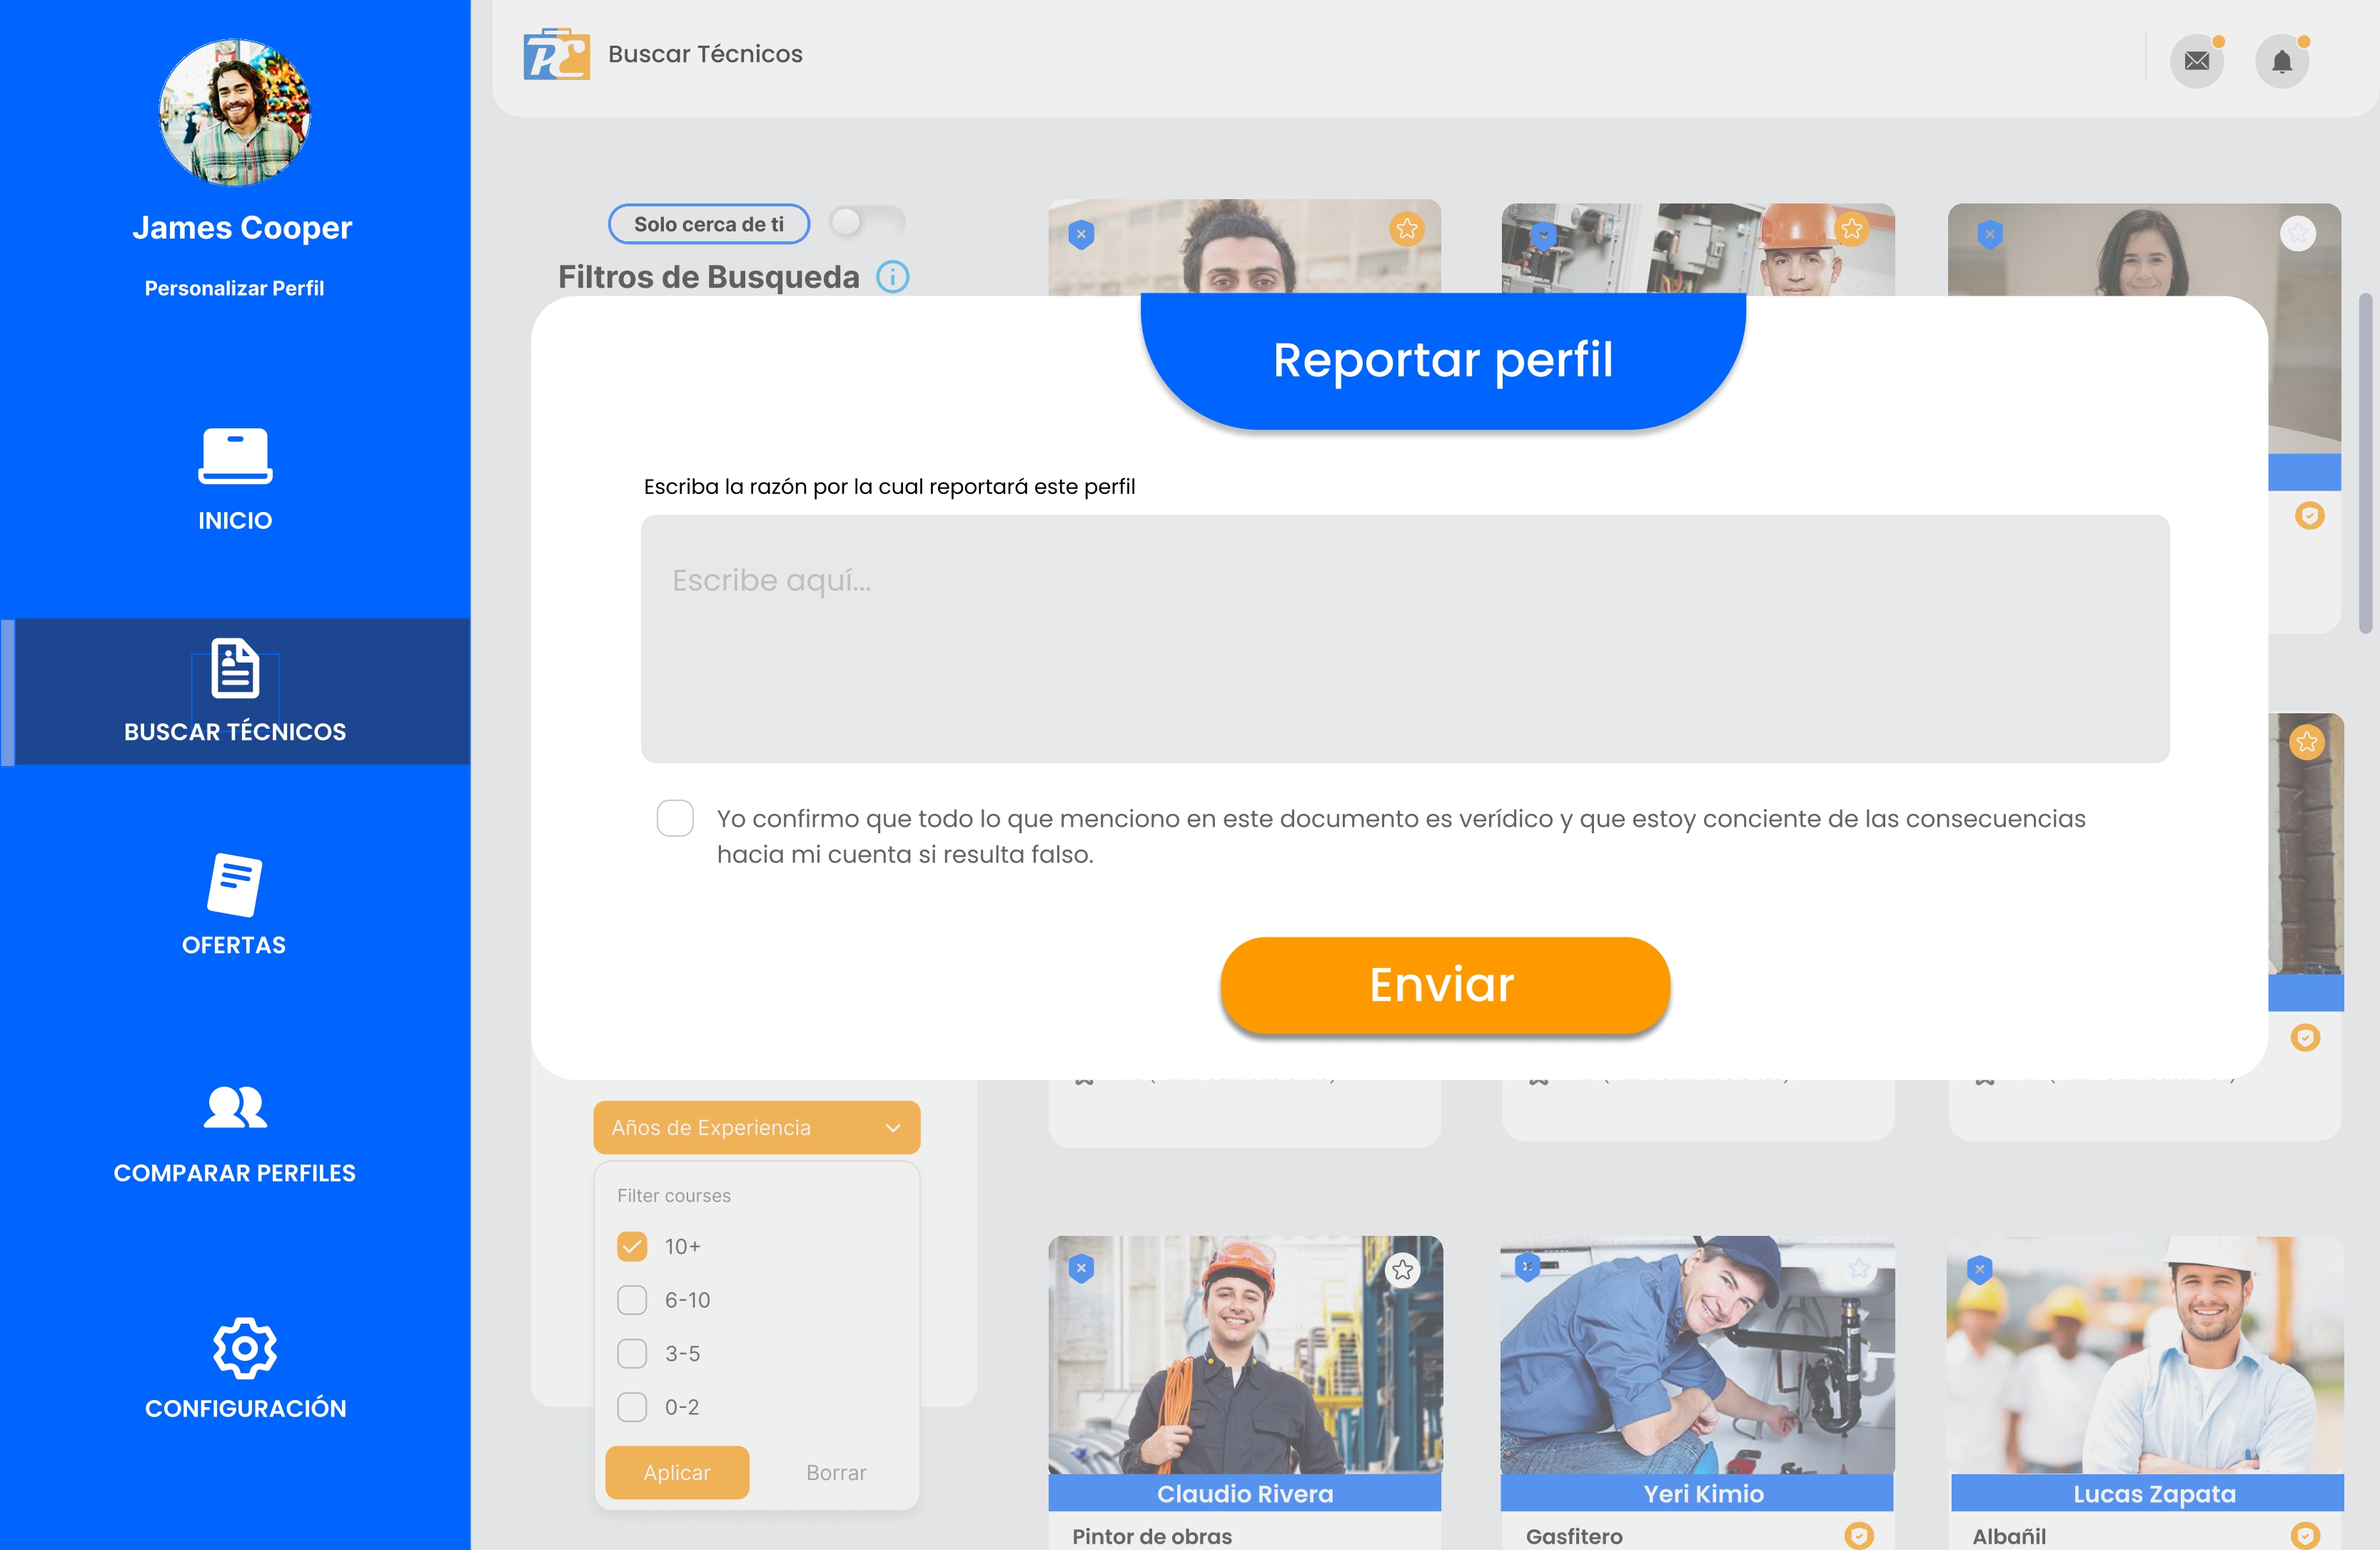 James Cooper
Personalizar Perfil
INICIO
BUSCAR TÉCNICOS
OFERTAS
COMPARAR PERFILES
CONFIGURACIÓN
Buscar Técnicos
Solo cerca de ti
Filtros de Busqueda
Reportar perfil
Escriba la razón por la cual reportará este perfil
Escribe aquí...
Yo confirmo que todo lo que menciono en este documento es verídico y que estoy conciente de las consecuencias
hacia mi cuenta si resulta falso.
Enviar
Años de Experiencia
Filter courses
10+
6-10
3-5
0-2
Aplicar
Borrar
Claudio Rivera
Pintor de obras
Yeri Kimio
Gasfitero
Lucas Zapata
Albañil